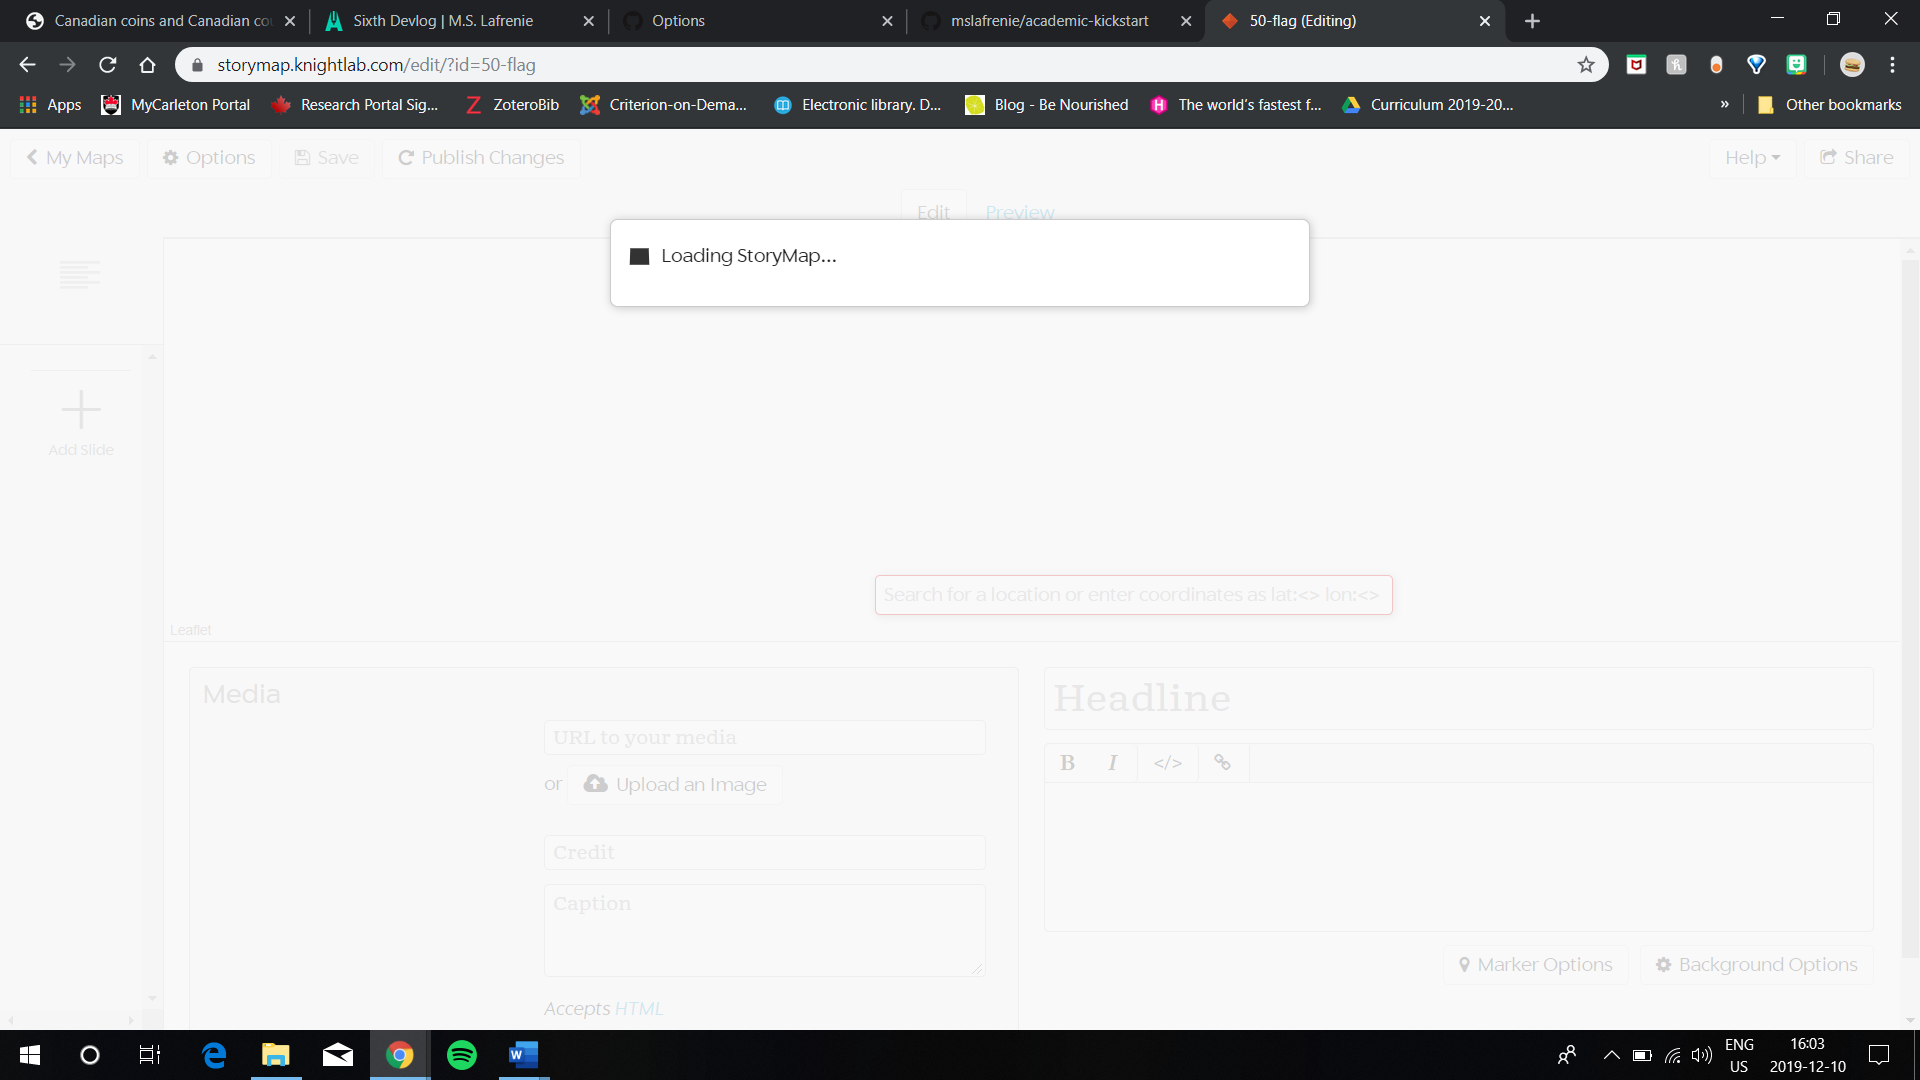 Canadian coins and Canadian cou
Sixth Devlog | M.S. Lafrenie
Options
mslafrenie/academic-kickstart
50-flag (Editing)
storymap.knightlab.com/edit/?id=50-flag
Apps
MyCarleton Portal
Research Portal Sig...
ZoteroBib
Criterion-on-Dema...
Electronic library. D...
Blog - Be Nourished
The world's fastest f...
Curriculum 2019-20...
»
Other bookmarks
My Maps
Options
Save
Publish Changes
Help
Share
Edit
Preview
Loading StoryMap...
Add Slide
Search for a location or enter coordinates as lat:<> lon:<>
Leaflet
Media
URL to your media
or
Upload an Image
Credit
Caption
Accepts HTML
Headline
B I </>
Marker Options
Background Options
ENG
US
16:03
2019-12-10